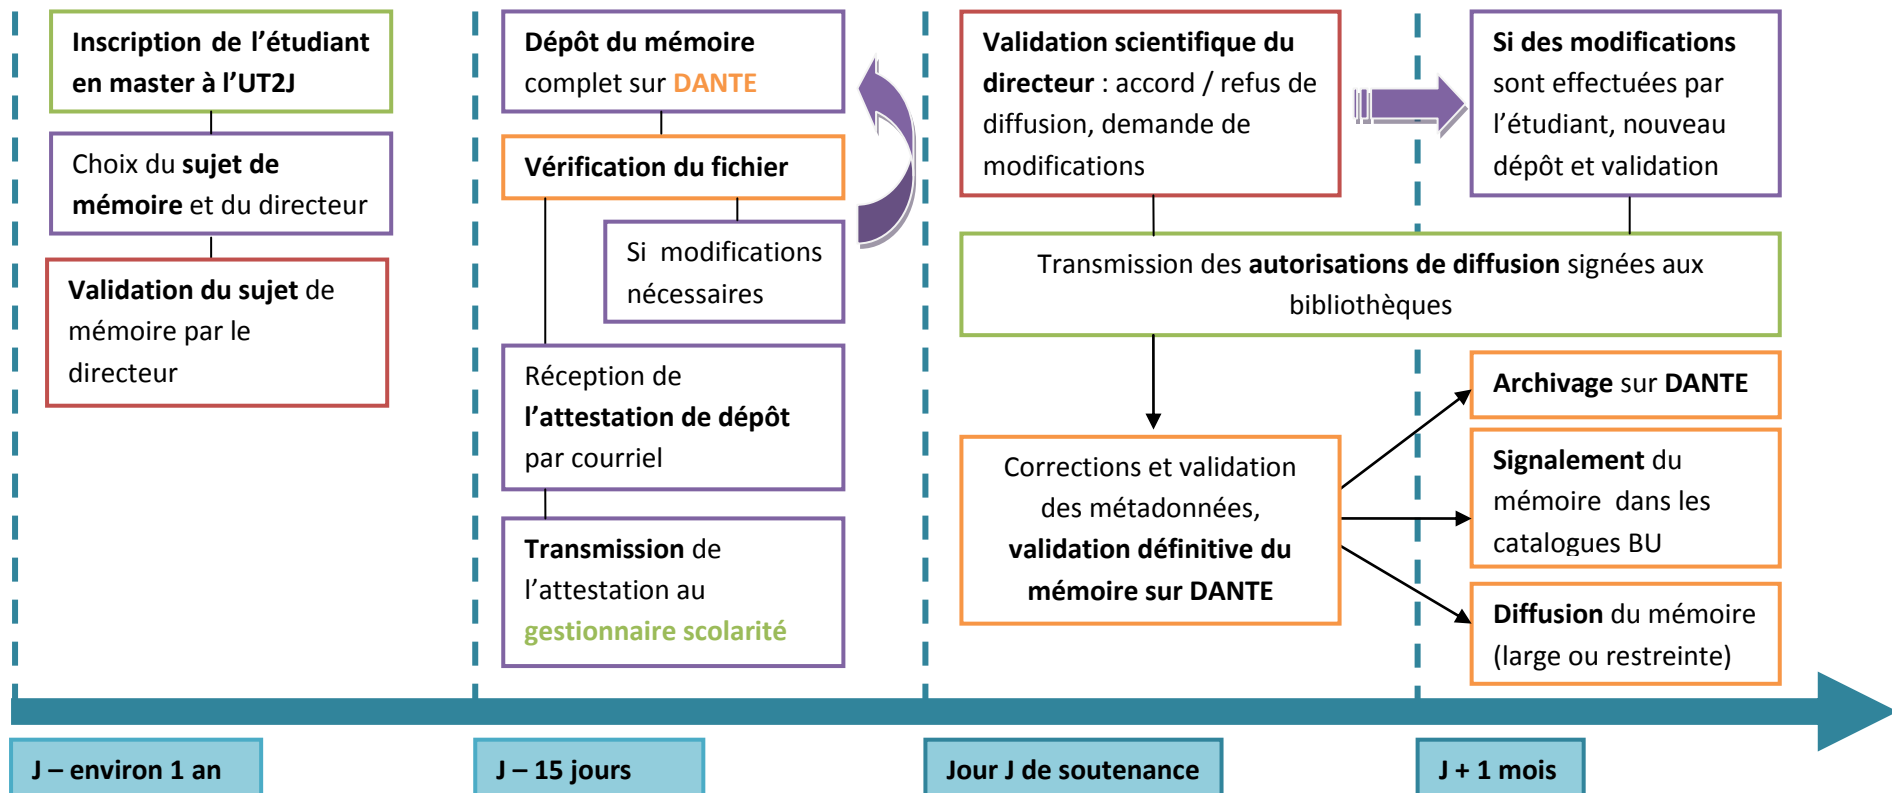 Inscription de l’étudiant
en master à l’UT2J
Choix du sujet de
mémoire et du directeur
Validation du sujet de
mémoire par le
directeur
Dépôt du mémoire
complet sur DANTE
Vérification du fichier
Si modifications
nécessaires
Réception de
l’attestation de dépôt
par courriel
Transmission de
l’attestation au
gestionnaire scolarité
Validation scientifique du
directeur : accord / refus de
diffusion, demande de
modifications
Si des modifications
sont effectuées par
l’étudiant, nouveau
dépôt et validation
Transmission des autorisations de diffusion signées aux
bibliothèques
Corrections et validation
des métadonnées,
validation définitive du
mémoire sur DANTE
Archivage sur DANTE
Signalement du
mémoire dans les
catalogues BU
Diffusion du mémoire
(large ou restreinte)
J – environ 1 an
J – 15 jours
Jour J de soutenance
J + 1 mois